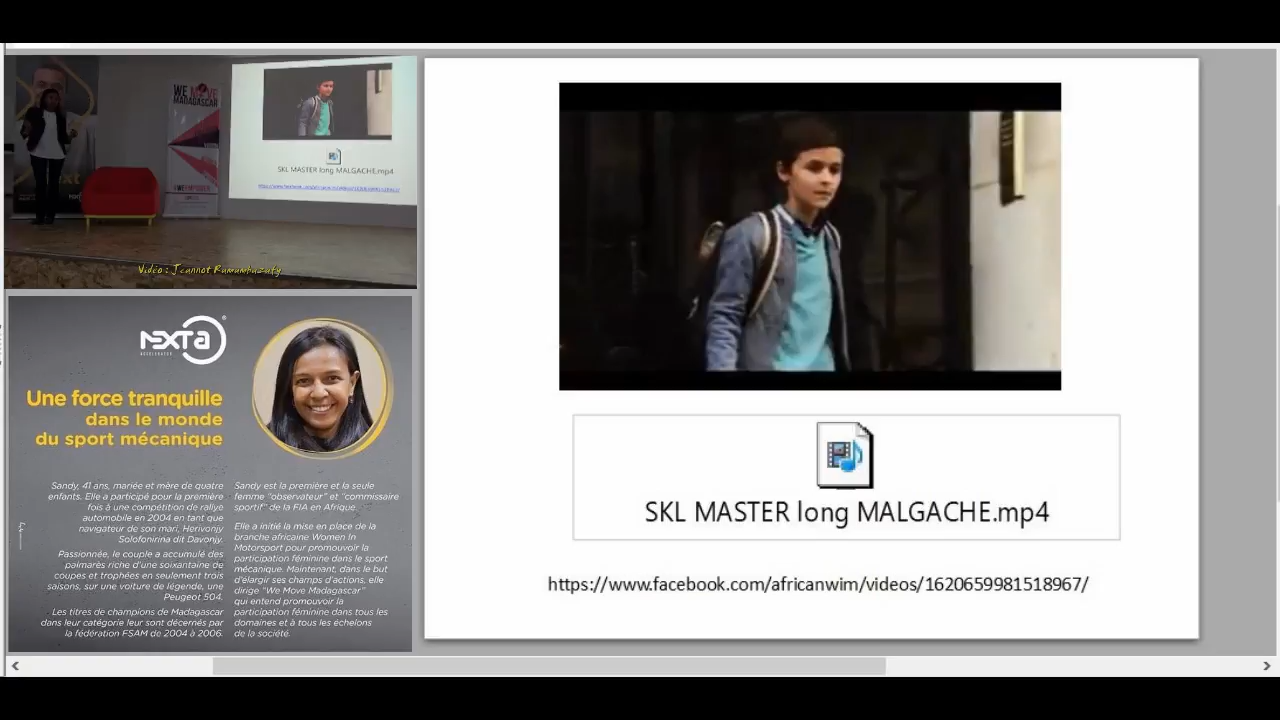 WE MOVE
MADAGASCAR
SKL MASTER long MALGACHE.mp4
Vidéo : Jeannot Ramambazafy
NEXTA
ACCELERATOR
Une force tranquille
dans le monde
du sport mécanique
Sandy, 41 ans, mariée et mère de quatre
enfants. Elle a participé pour la première
fois à une compétition de rallye
automobile en 2004 en tant que
navigateur de son mari, Herivonjy
Solofonirina dit Davonjy.
Passionnée, le couple a accumulé des
palmarès riche d'une soixantaine de
coupes et trophées en seulement trois
saisons, sur une voiture de légende, une
Peugeot 504.
Les titres de champions de Madagascar
dans leur catégorie leur sont décernés par
la fédération FSAM de 2004 à 2006.
Sandy est la première et la seule
femme "observateur" et "commissaire
sportif" de la FIA en Afrique.
Elle a initié la mise en place de la
branche africaine Women In
Motorsport pour promouvoir la
participation féminine dans le sport
mécanique. Maintenant, dans le but
d'élargir ses champs d'actions, elle
dirige "We Move Madagascar"
qui entend promouvoir la
participation féminine dans tous les
domaines et à tous les échelons
de la société.
SKL MASTER long MALGACHE.mp4
https://www.facebook.com/africanwim/videos/1620659981518967/